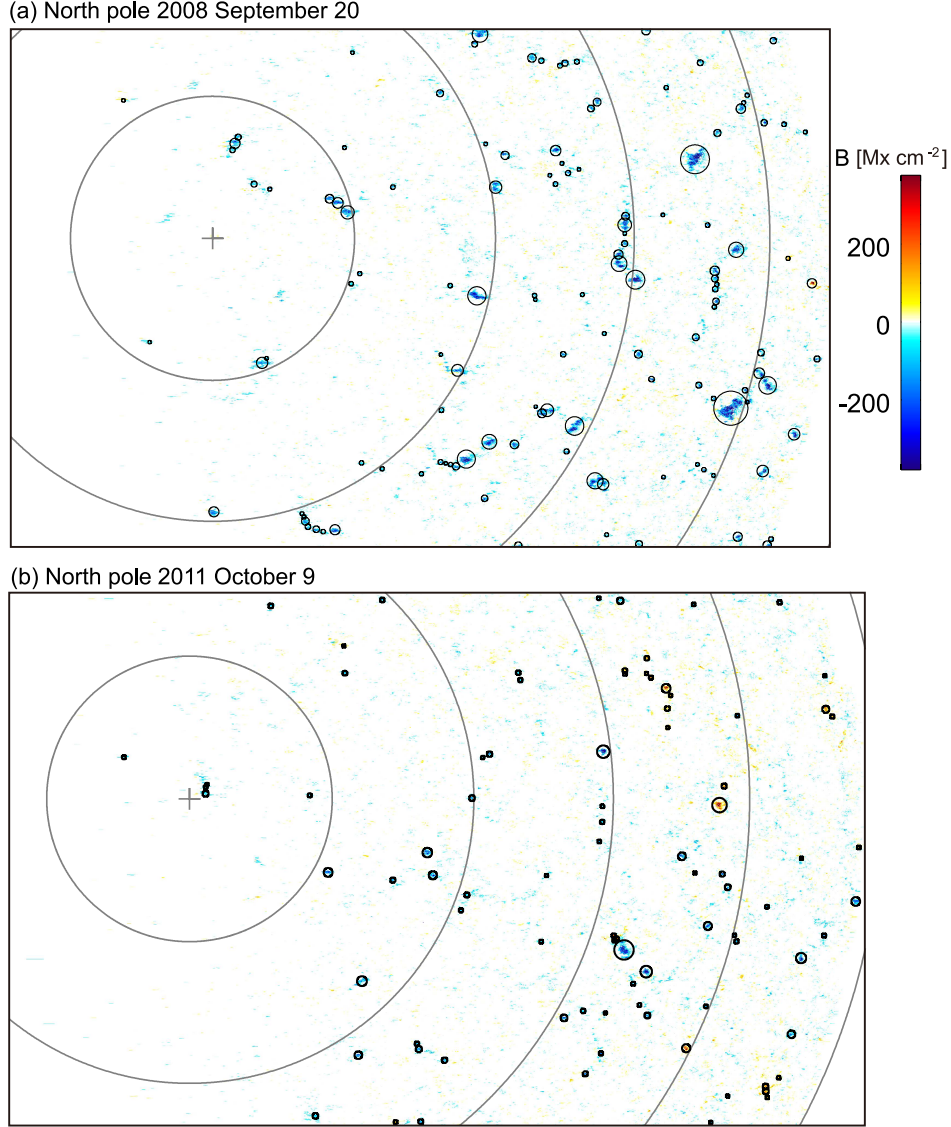 (a) North pole 2008 September 20
B [Mx cm⁻²]
200
0
-200
(b) North pole 2011 October 9